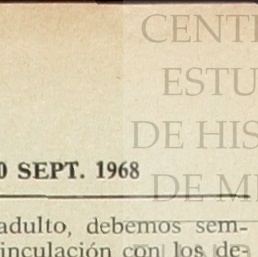 CENT
ESTU
DE HIS
0 SEPT. 1968
DE M
adulto, debemos sem-
inculación con los de-